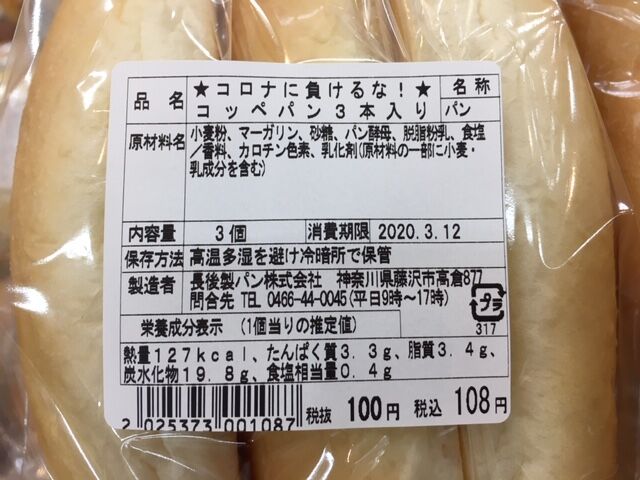 品名 ★コロナに負けるな！★ 名称
コッペパン３本入り パン
原材料名 小麦粉、マーガリン、砂糖、パン酵母、脱脂粉乳、食塩
／香料、カロチン色素、乳化剤(原材料の一部に小麦・
乳成分を含む)
内容量 3個 消費期限 2020.3.12
保存方法 高温多湿を避け冷暗所で保管
製造者 長後製パン株式会社 神奈川県藤沢市高倉877
問合先 TEL 0466-44-0045(平日9時～17時)
プラ
317
栄養成分表示 (1個当りの推定値)
熱量１２７ｋｃａｌ、たんぱく質３．３ｇ、脂質３．４ｇ、
炭水化物１９．８ｇ、食塩相当量０．４ｇ
2 025373 001087
税抜 100円 税込 108円